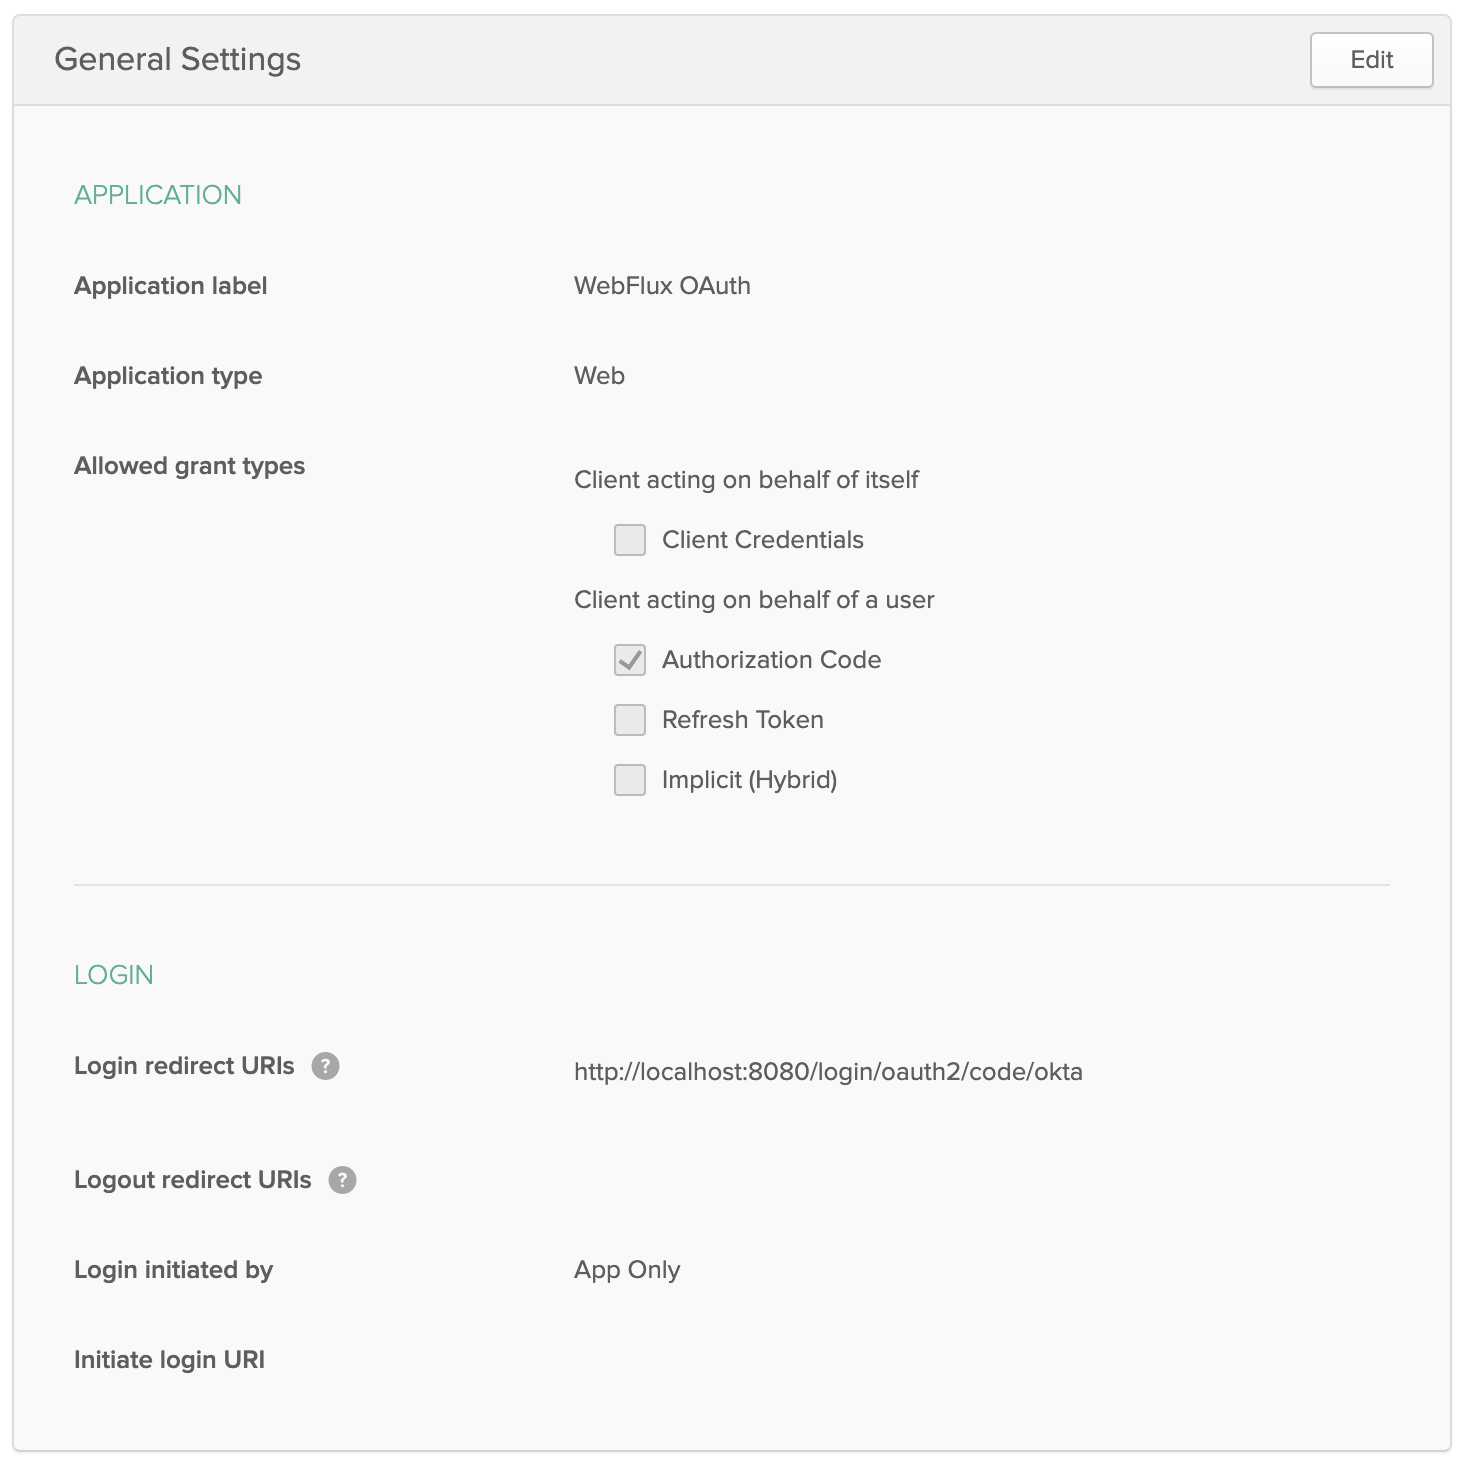 General Settings
Edit
APPLICATION
Application label
WebFlux OAuth
Application type
Web
Allowed grant types
Client acting on behalf of itself
Client Credentials
Client acting on behalf of a user
Authorization Code
Refresh Token
Implicit (Hybrid)
LOGIN
Login redirect URIs ?
http://localhost:8080/login/oauth2/code/okta
Logout redirect URIs ?
Login initiated by
App Only
Initiate login URI